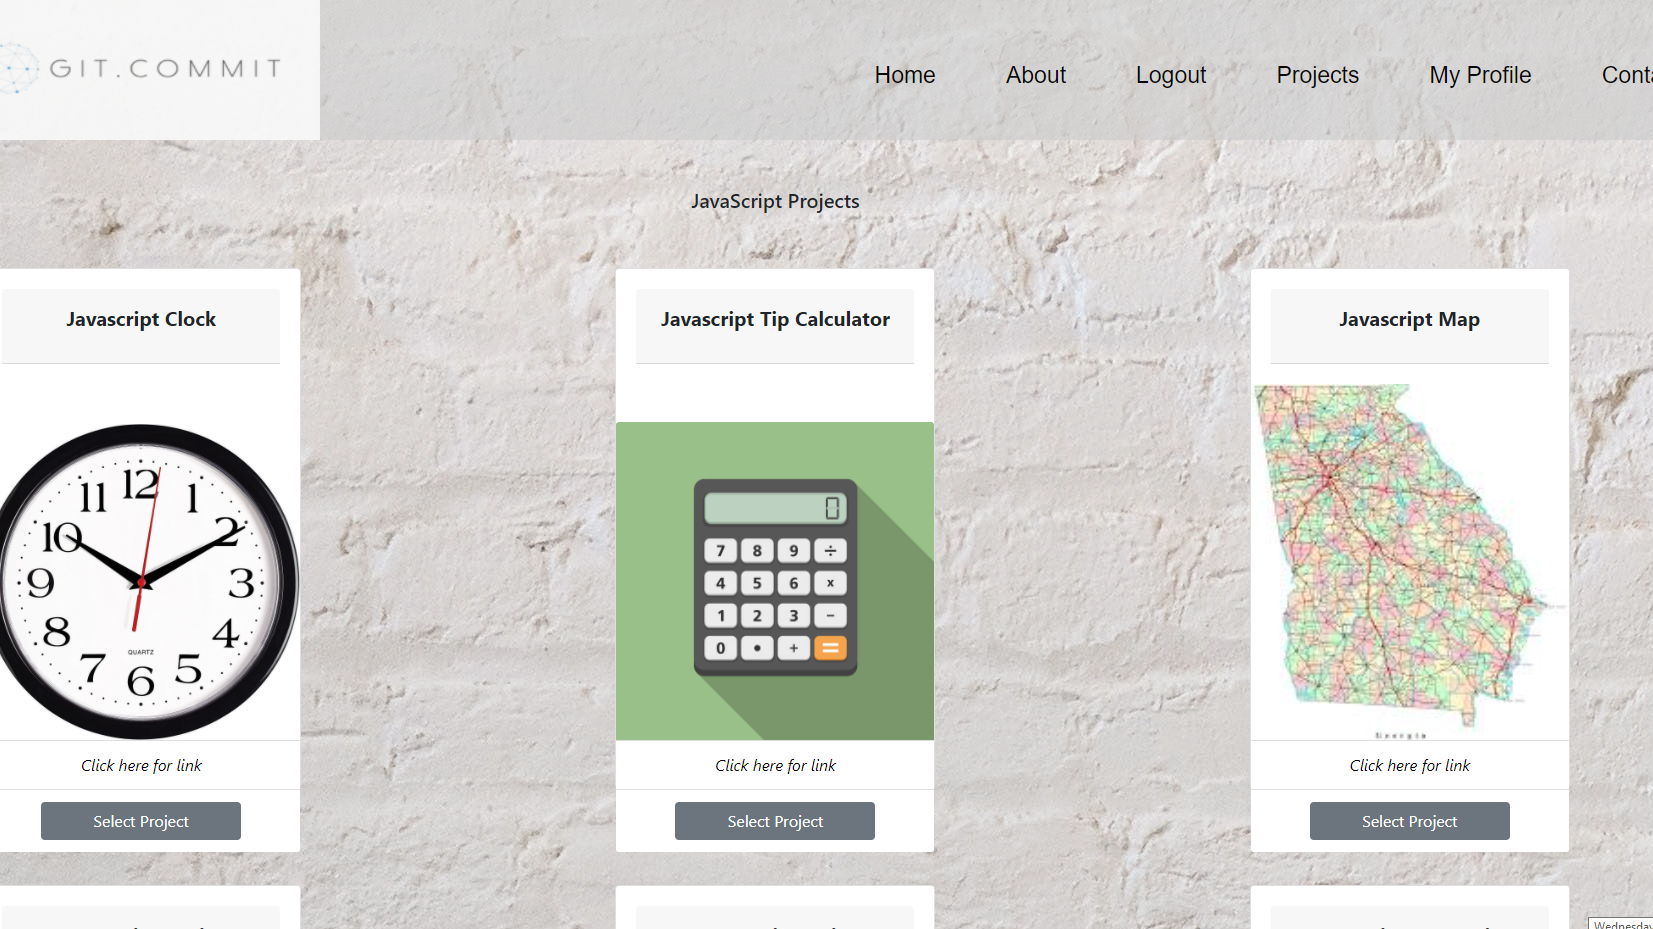 GIT.COMMIT
Home About Logout Projects My Profile
JavaScript Projects
Javascript Clock
Javascript Tip Calculator
Javascript Map
12
11 1
10 2
9 3
8 4
7 5
6
QUARTZ
0
7 8 9 ÷
4 5 6 x
1 2 3 −
0 • + =
Georgia
Click here for link
Click here for link
Click here for link
Select Project
Select Project
Select Project
Wednesday